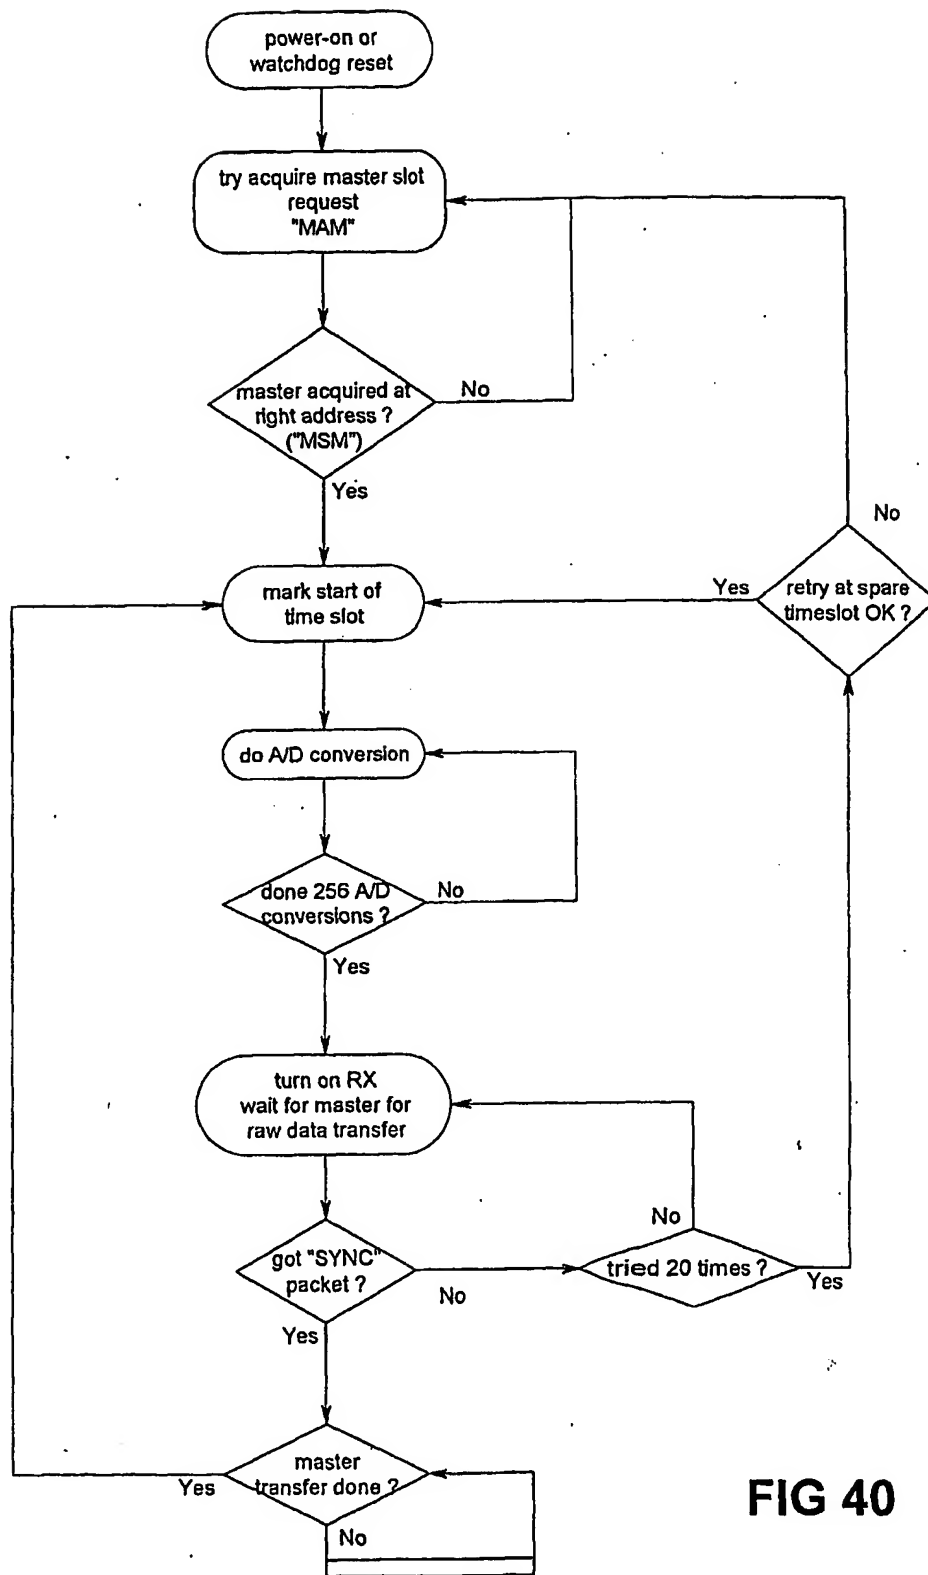 power-on or
watchdog reset
try acquire master slot
request
"MAM"
master acquired at
right address ?
("MSM")
No
Yes
mark start of
time slot
Yes
retry at spare
timeslot OK ?
No
do A/D conversion
done 256 A/D
conversions ?
No
Yes
turn on RX
wait for master for
raw data transfer
got "SYNC"
packet ?
No
tried 20 times ?
No
Yes
Yes
master
transfer done ?
Yes
No
FIG 40